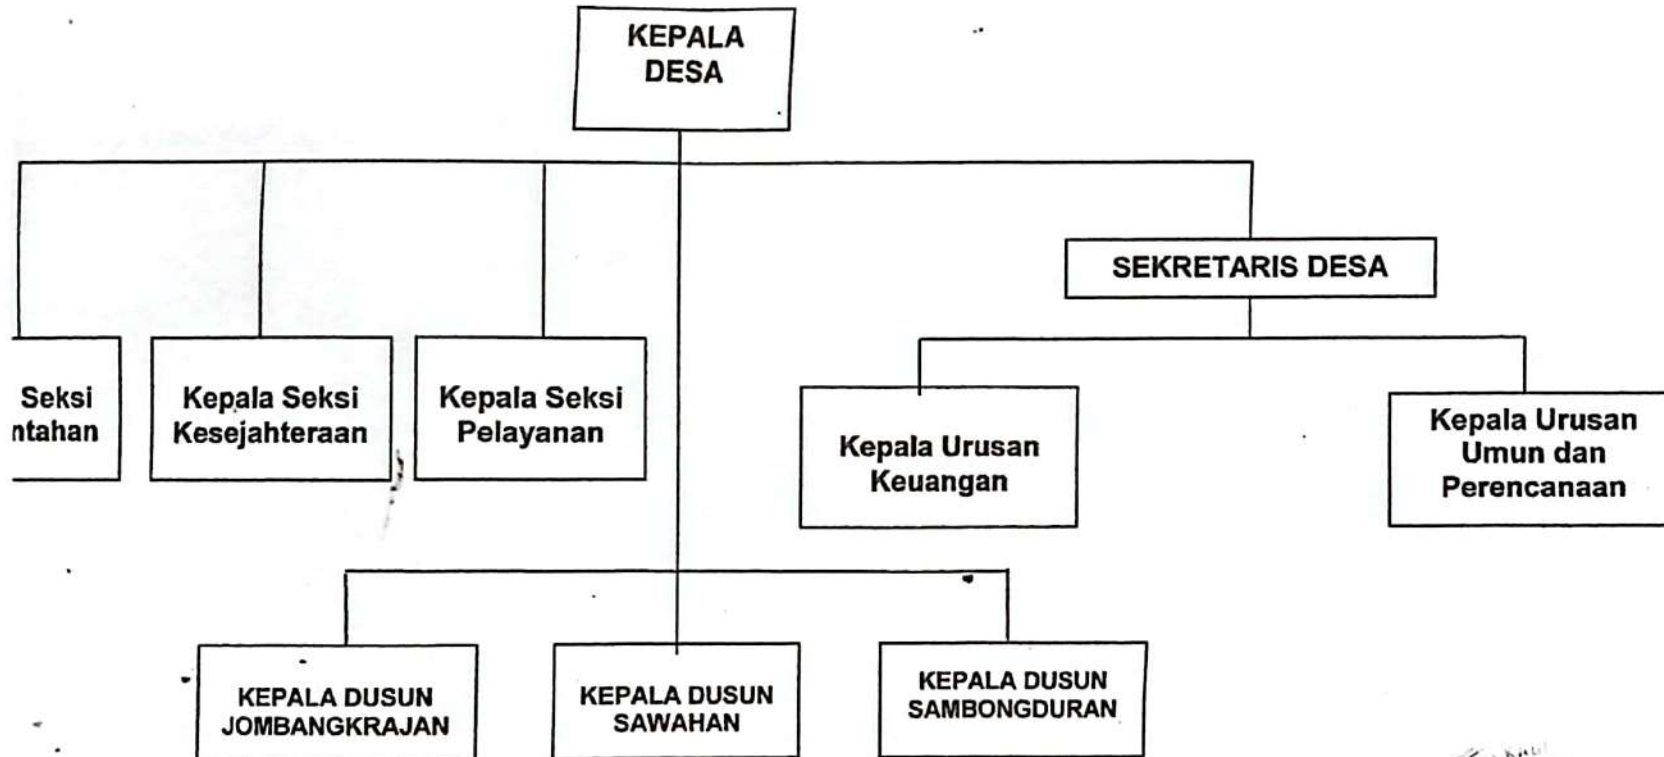 KEPALA
DESA
SEKRETARIS DESA
Seksi
ntahan
Kepala Seksi
Kesejahteraan
Kepala Seksi
Pelayanan
Kepala Urusan
Keuangan
Kepala Urusan
Umun dan
Perencanaan
KEPALA DUSUN
JOMBANGKRAJAN
KEPALA DUSUN
SAWAHAN
KEPALA DUSUN
SAMBONGDURAN